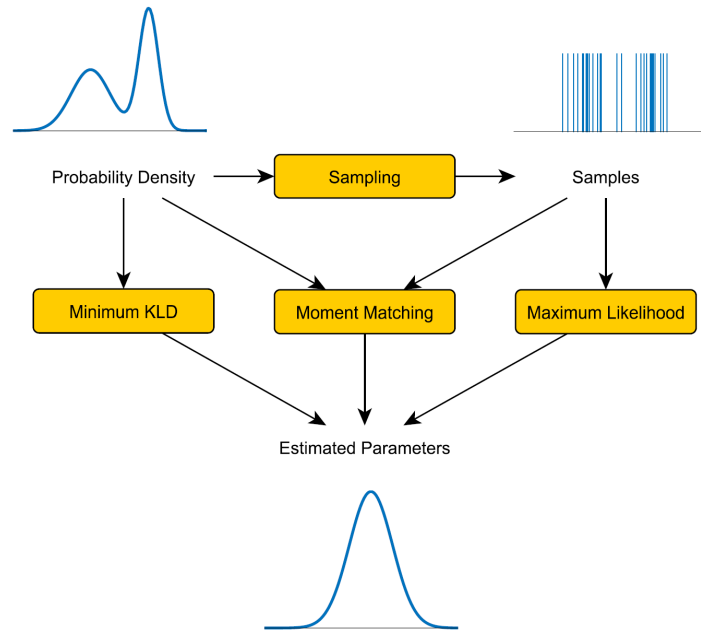 Probability Density
Sampling
Samples
Minimum KLD
Moment Matching
Maximum Likelihood
Estimated Parameters